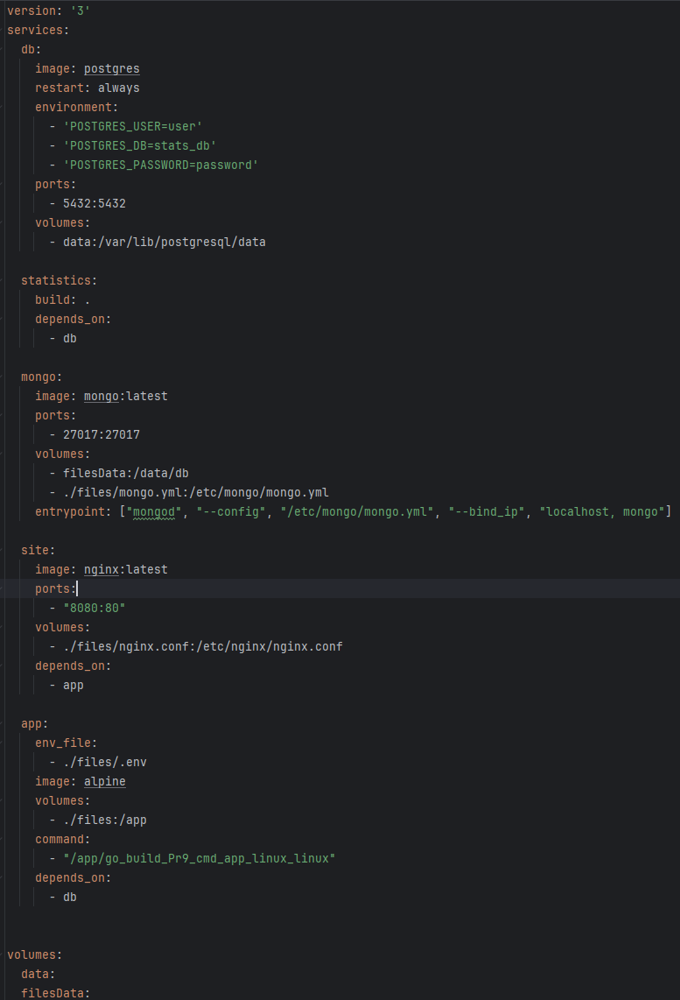 version: '3'
services:
  db:
    image: postgres
    restart: always
    environment:
      - 'POSTGRES_USER=user'
      - 'POSTGRES_DB=stats_db'
      - 'POSTGRES_PASSWORD=password'
    ports:
      - 5432:5432
    volumes:
      - data:/var/lib/postgresql/data

  statistics:
    build: .
    depends_on:
      - db

  mongo:
    image: mongo:latest
    ports:
      - 27017:27017
    volumes:
      - filesData:/data/db
      - ./files/mongo.yml:/etc/mongo/mongo.yml
    entrypoint: ["mongod", "--config", "/etc/mongo/mongo.yml", "--bind_ip", "localhost, mongo"]

  site:
    image: nginx:latest
    ports:
      - "8080:80"
    volumes:
      - ./files/nginx.conf:/etc/nginx/nginx.conf
    depends_on:
      - app

  app:
    env_file:
      - ./files/.env
    image: alpine
    volumes:
      - ./files:/app
    command:
      - "/app/go_build_Pr9_cmd_app_linux_linux"
    depends_on:
      - db


volumes:
  data:
  filesData: